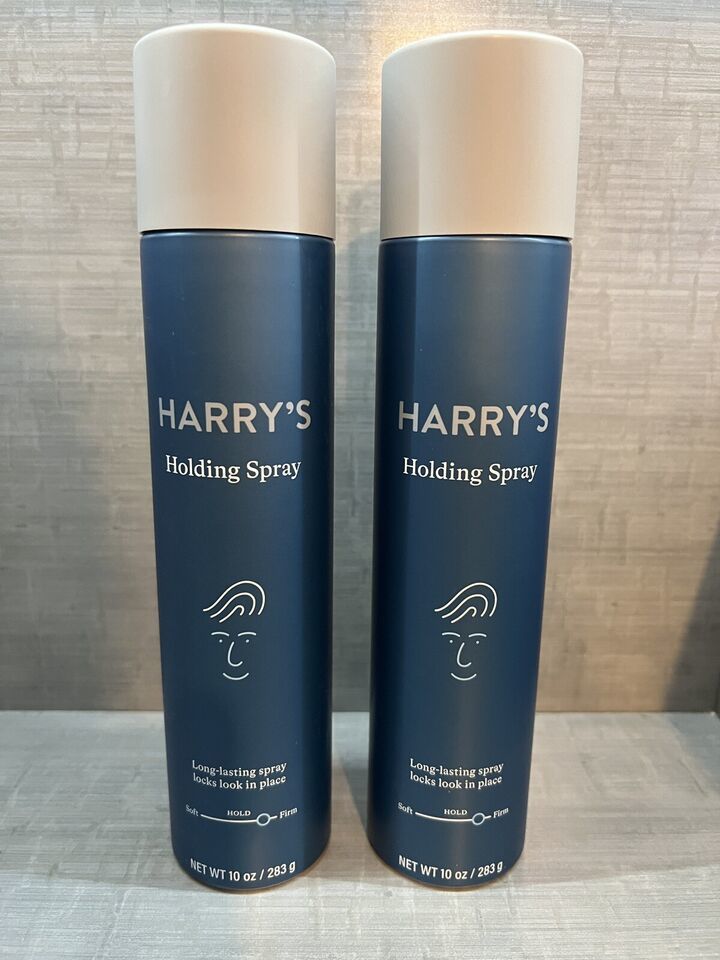 HARRY'S
Holding Spray
Long-lasting spray
locks look in place
Soft HOLD Firm
NET WT 10 oz / 283 g
HARRY'S
Holding Spray
Long-lasting spray
locks look in place
Soft HOLD Firm
NET WT 10 oz / 283 g